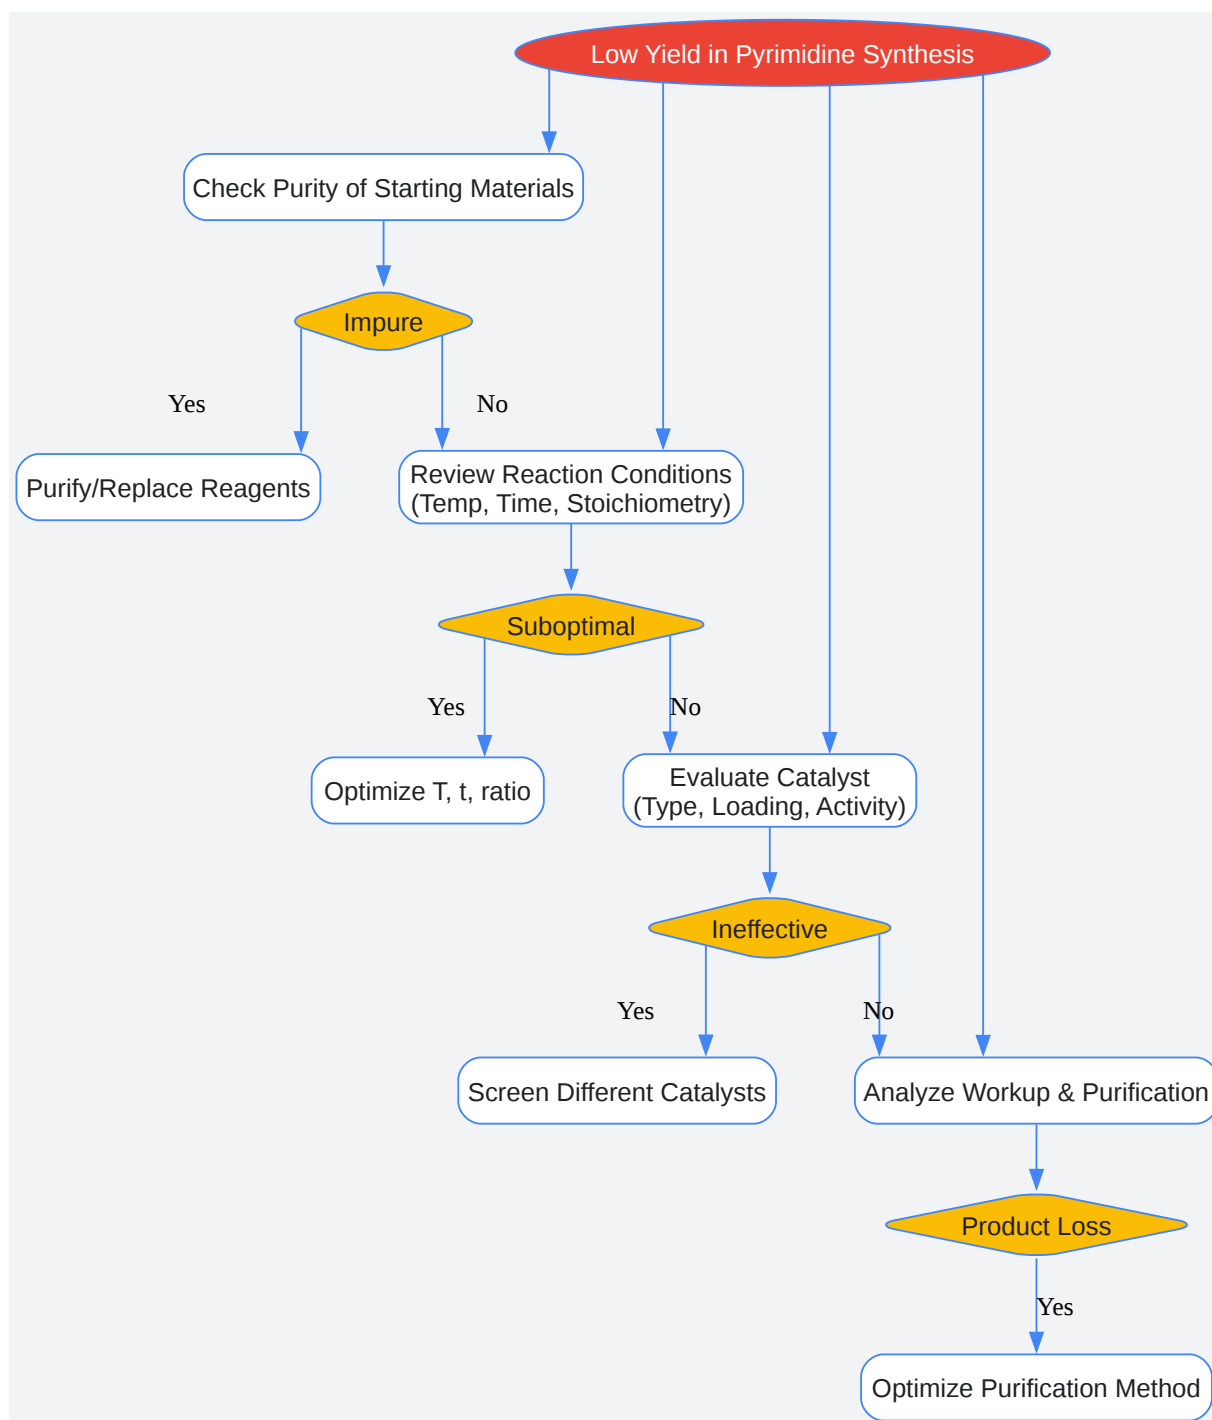 Low Yield in Pyrimidine Synthesis
Check Purity of Starting Materials
Impure
Yes
No
Purify/Replace Reagents
Review Reaction Conditions
(Temp, Time, Stoichiometry)
Suboptimal
Yes
No
Optimize T, t, ratio
Evaluate Catalyst
(Type, Loading, Activity)
Ineffective
Yes
No
Screen Different Catalysts
Analyze Workup & Purification
Product Loss
Yes
Optimize Purification Method